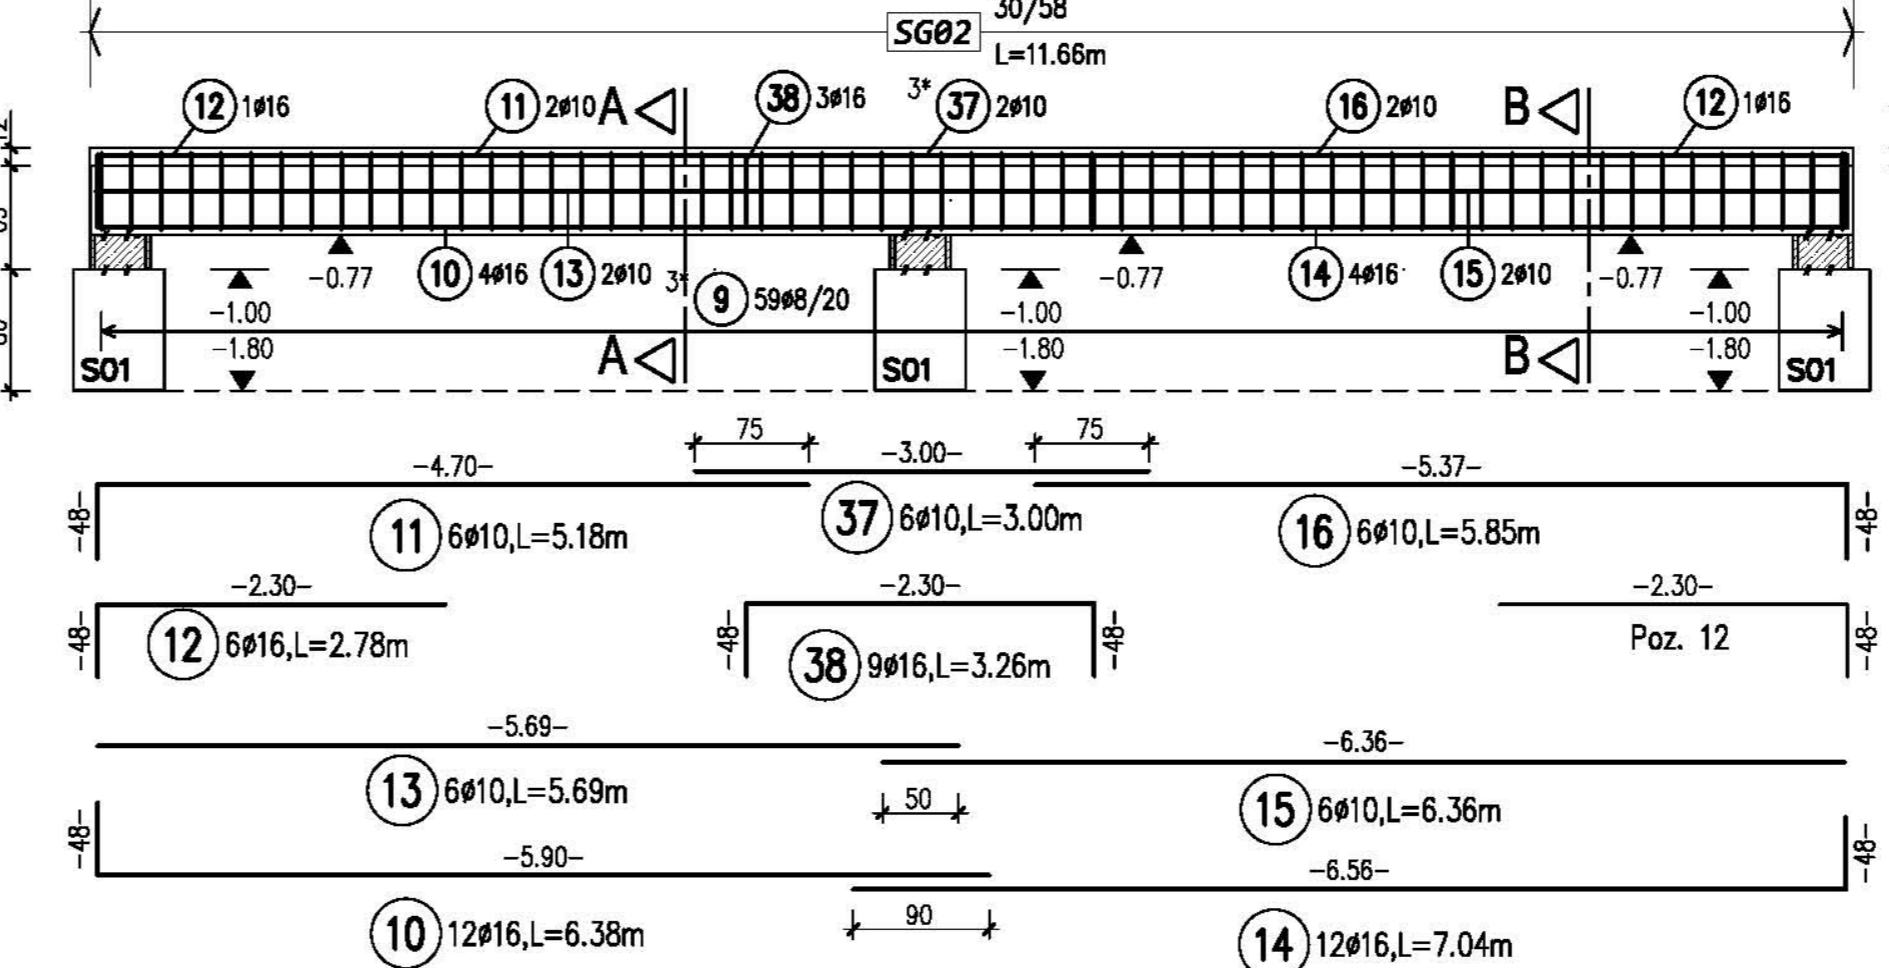 30/58
SG02
L=11.66m
12 1ø16
11 2ø10
A
38 3ø16
3*
37 2ø10
16 2ø10
B
12 1ø16
12
-0.77
10 4ø16
13 2ø10
3*
9 59ø8/20
-0.77
14 4ø16
15 2ø10
-0.77
-1.00
-1.00
-1.00
-1.80
-1.80
-1.80
A
B
S01
S01
S01
75
75
-4.70-
-3.00-
-5.37-
-48-
11 6ø10,L=5.18m
37 6ø10,L=3.00m
16 6ø10,L=5.85m
-48-
-2.30-
-2.30-
-2.30-
-48-
12 6ø16,L=2.78m
-48-
38 9ø16,L=3.26m
-48-
Poz. 12
-48-
-5.69-
-6.36-
13 6ø10,L=5.69m
50
15 6ø10,L=6.36m
-48-
-5.90-
-6.56-
-48-
10 12ø16,L=6.38m
90
14 12ø16,L=7.04m